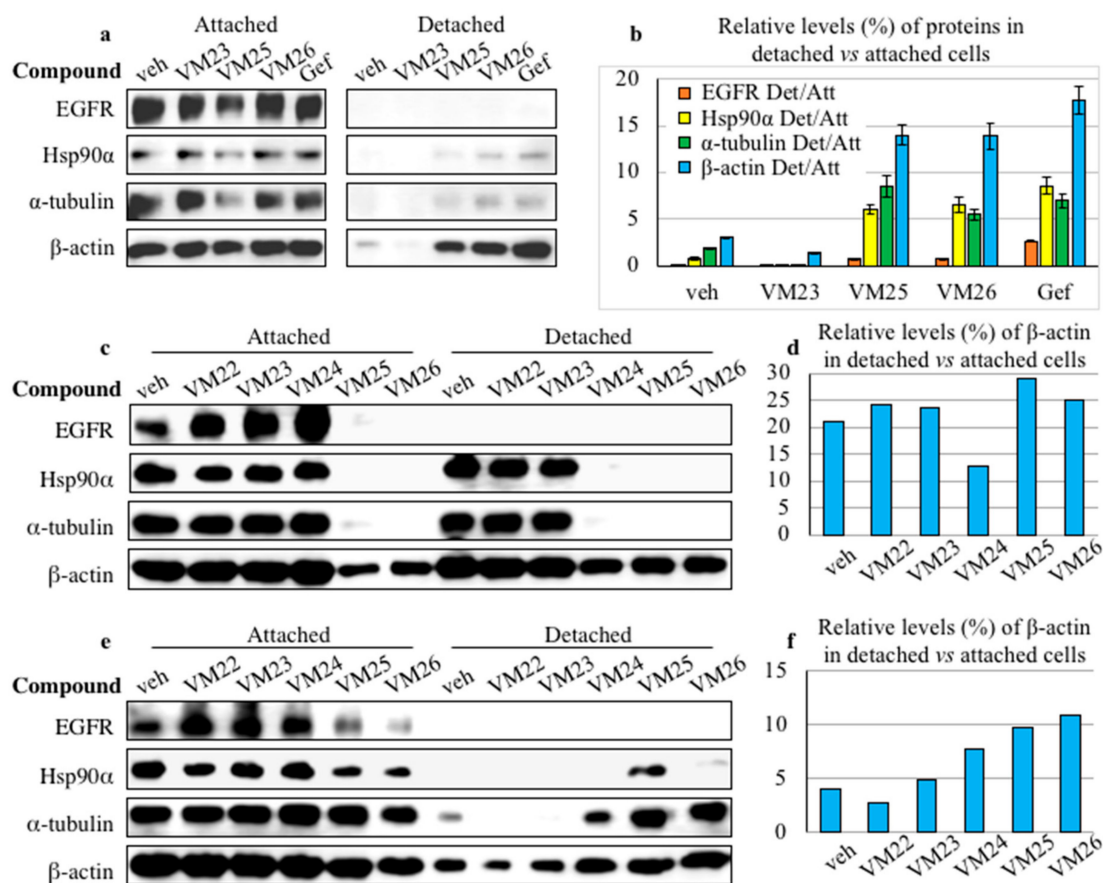 a
Attached
Detached
Compound
veh
VM23
VM25
VM26
Gef
veh
VM23
VM25
VM26
Gef
EGFR
Hsp90α
α-tubulin
β-actin
b
Relative levels (%) of proteins in
detached vs attached cells
20
15
10
5
0
EGFR Det/Att
Hsp90α Det/Att
α-tubulin Det/Att
β-actin Det/Att
veh
VM23
VM25
VM26
Gef
c
Attached
Detached
Compound
veh
VM22
VM23
VM24
VM25
VM26
veh
VM22
VM23
VM24
VM25
VM26
EGFR
Hsp90α
α-tubulin
β-actin
d
Relative levels (%) of β-actin
in detached vs attached cells
30
25
20
15
10
5
0
veh
VM22
VM23
VM24
VM25
VM26
e
Attached
Detached
Compound
veh
VM22
VM23
VM24
VM25
VM26
veh
VM22
VM23
VM24
VM25
VM26
EGFR
Hsp90α
α-tubulin
β-actin
f
Relative levels (%) of β-actin
in detached vs attached cells
15
10
5
0
veh
VM22
VM23
VM24
VM25
VM26